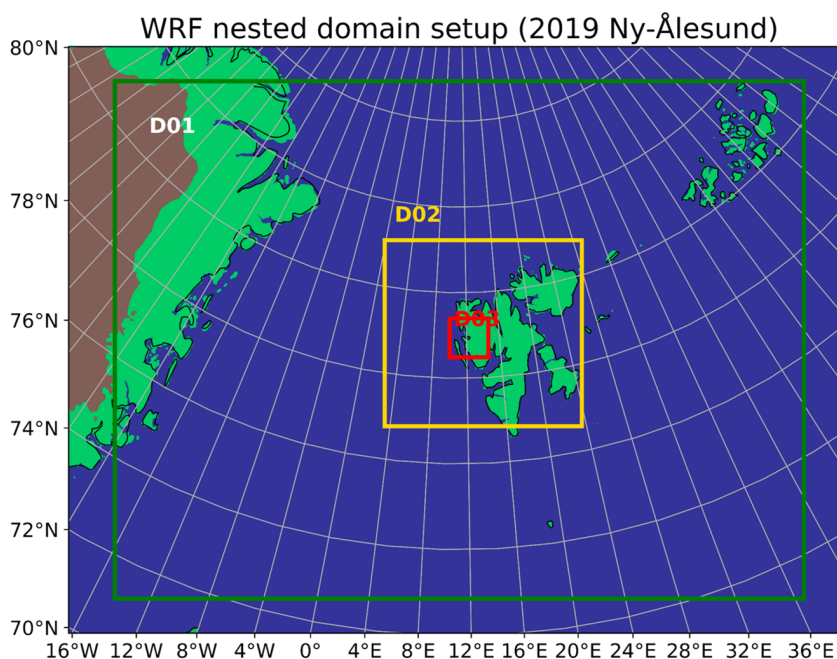 WRF nested domain setup (2019 Ny-Ålesund)
80°N
D01
78°N
D02
76°N
D03
74°N
72°N
70°N
16°W 12°W 8°W 4°W 0° 4°E 8°E 12°E 16°E 20°E 24°E 28°E 32°E 36°E